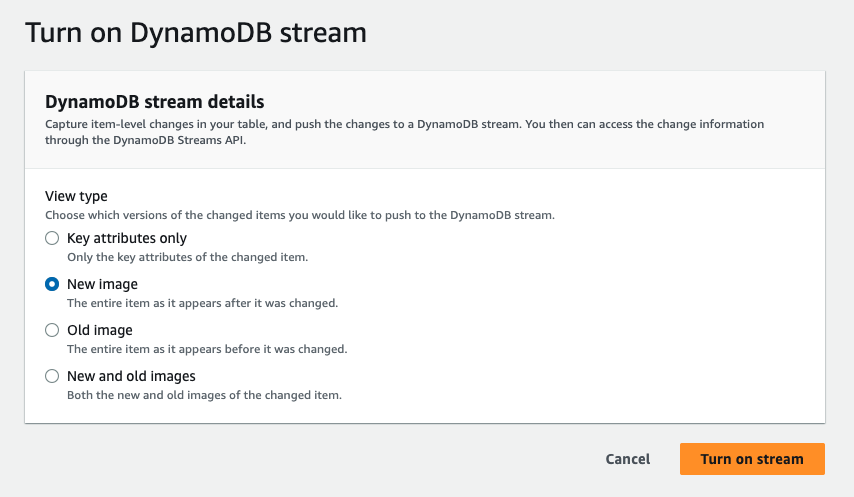 Turn on DynamoDB stream
DynamoDB stream details
Capture item-level changes in your table, and push the changes to a DynamoDB stream. You then can access the change information
through the DynamoDB Streams API.
View type
Choose which versions of the changed items you would like to push to the DynamoDB stream.
Key attributes only
Only the key attributes of the changed item.
New image
The entire item as it appears after it was changed.
Old image
The entire item as it appears before it was changed.
New and old images
Both the new and old images of the changed item.
Cancel
Turn on stream